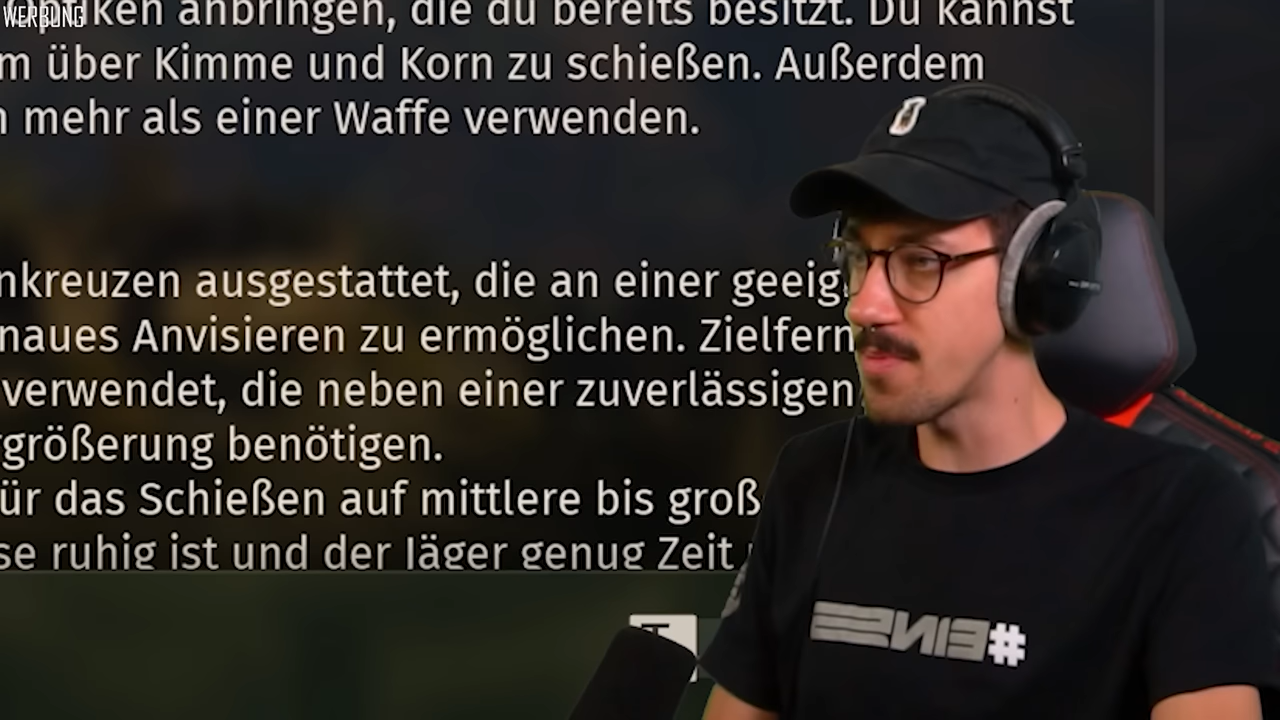 WERBUNG
anbringen, die du bereits besitzt. Du kannst
über Kimme und Korn zu schießen. Außerdem
mehr als einer Waffe verwenden.
nkreuzen ausgestattet, die an einer geeig
naues Anvisieren zu ermöglichen. Zielfern
verwendet, die neben einer zuverlässigen
rgrößerung benötigen.
ür das Schießen auf mittlere bis groß
se ruhig ist und der Jäger genug Zeit
T
#EINS